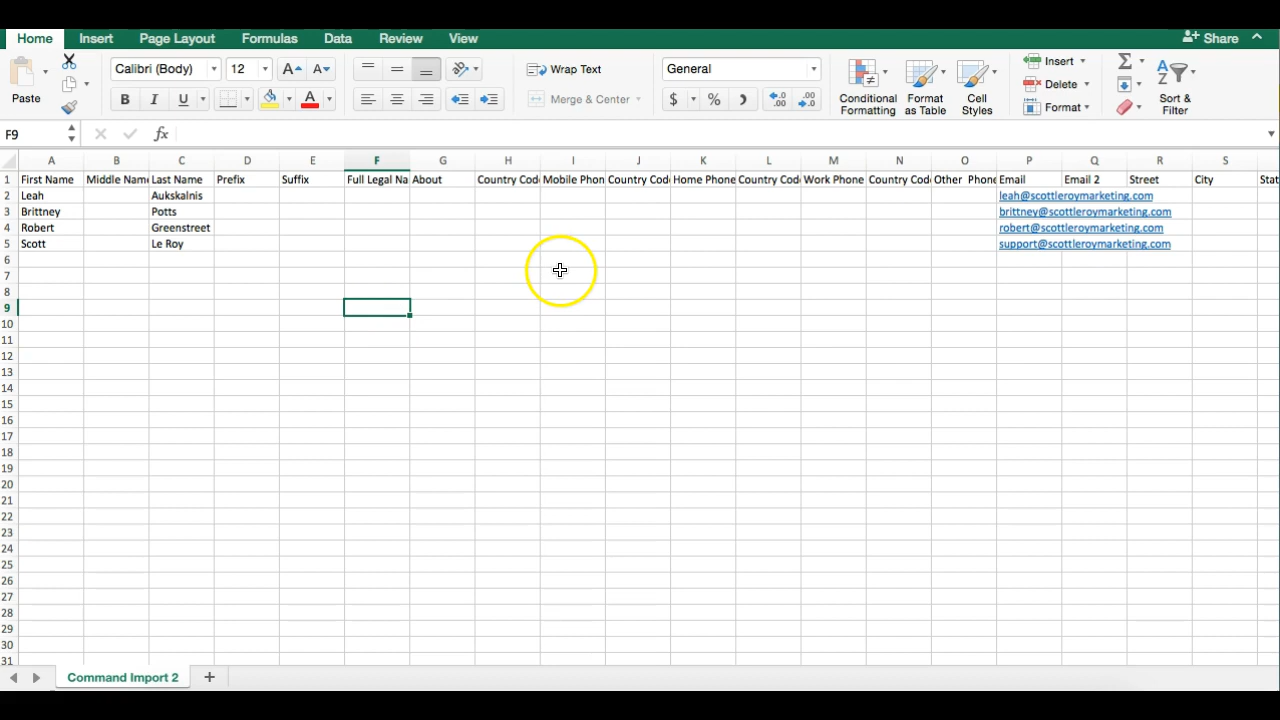 Home Insert Page Layout Formulas Data Review View Share
Paste Calibri (Body) 12 A A Wrap Text General Conditional Formatting Format as Table Cell Styles Insert Delete Format Sort & Filter
B I U A Merge & Center $ % )
F9 fx
A B C D E F G H I J K L M N O P Q R S
1 First Name Middle Name Last Name Prefix Suffix Full Legal Na About Country Cod Mobile Phon Country Cod Home Phone Country Cod Work Phone Country Cod Other Phon Email Email 2 Street City Stat
2 Leah Aukskalnis leah@scottleroymarketing.com
3 Brittney Potts brittney@scottleroymarketing.com
4 Robert Greenstreet robert@scottleroymarketing.com
5 Scott Le Roy support@scottleroymarketing.com
6
7
8
9
10
11
12
13
14
15
16
17
18
19
20
21
22
23
24
25
26
27
28
29
30
31
Command Import 2 +